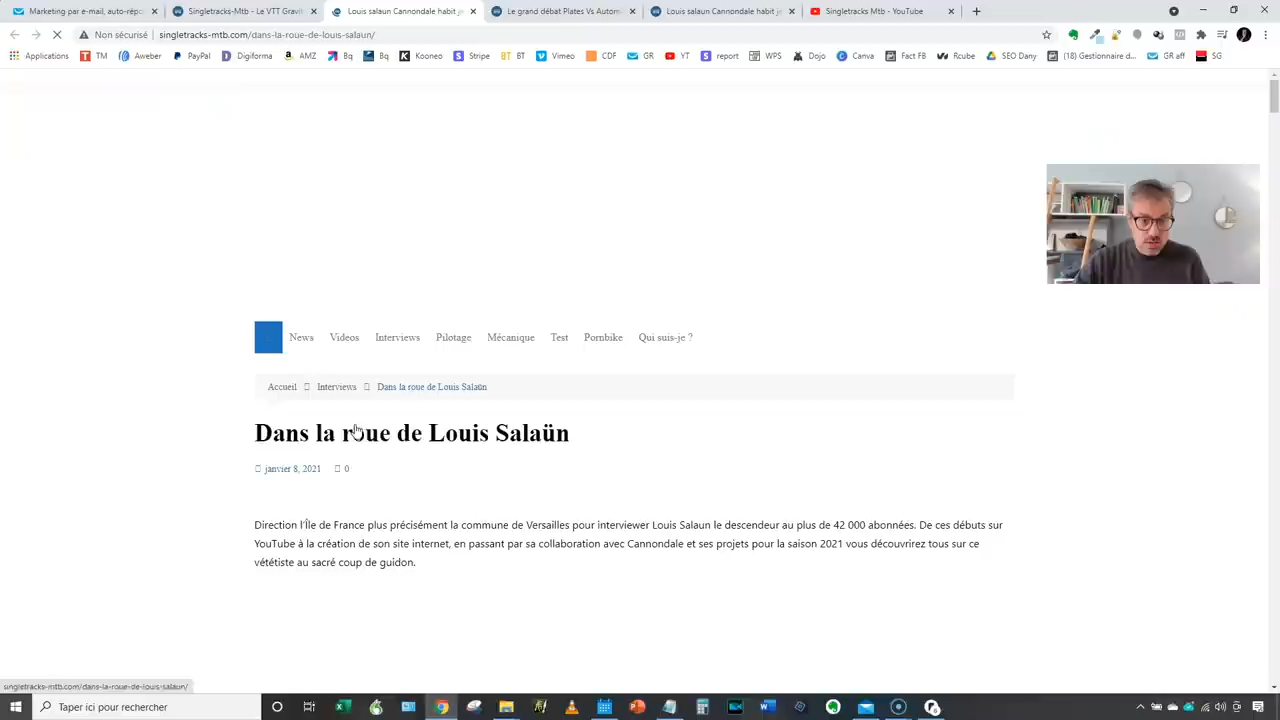 Marketing par e-mail, auto-répo
Singletracks-Mtb - Le VTT Gravit
Louis salaun Cannondale habit je
Le grand débat Plates Vs Autom
Louis salaun Cannondale habit je
Singletracks Mtb - YouTube
Non sécurisé
singletracks-mtb.com/dans-la-roue-de-louis-salaun/
Applications
TM
Aweber
PayPal
Digiforma
AMZ
Bq
Bq
Kooneo
Stripe
BT
Vimeo
CDF
GR
YT
report
WPS
Dojo
Canva
Fact FB
Rcube
SEO Dany
(18) Gestionnaire d...
GR aff
SG
News
Videos
Interviews
Pilotage
Mécanique
Test
Pornbike
Qui suis-je ?
Accueil
Interviews
Dans la roue de Louis Salaün
Dans la roue de Louis Salaün
janvier 8, 2021
0
Direction l'Île de France plus précisément la commune de Versailles pour interviewer Louis Salaun le descendeur au plus de 42 000 abonnées. De ces débuts sur
YouTube à la création de son site internet, en passant par sa collaboration avec Cannondale et ses projets pour la saison 2021 vous découvrirez tous sur ce
vététiste au sacré coup de guidon.
singletracks-mtb.com/dans-la-roue-de-louis-salaun/
Taper ici pour rechercher